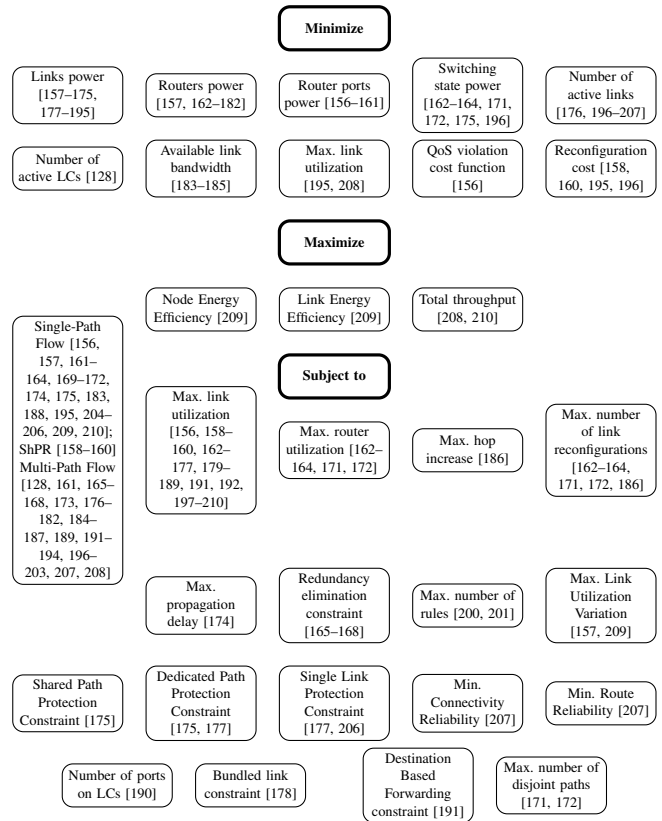 Minimize
Links power
[157–175,
177–195]
Routers power
[157, 162–182]
Router ports
power [156–161]
Switching
state power
[162–164, 171,
172, 175, 196]
Number of
active links
[176, 196–207]
Number of
active LCs [128]
Available link
bandwidth
[183–185]
Max. link
utilization
[195, 208]
QoS violation
cost function
[156]
Reconfiguration
cost [158,
160, 195, 196]
Maximize
Node Energy
Efficiency [209]
Link Energy
Efficiency [209]
Total throughput
[208, 210]
Subject to
Single-Path
Flow [156,
157, 161–
164, 169–172,
174, 175, 183,
188, 195, 204–
206, 209, 210];
ShPR [158–160]
Multi-Path Flow
[128, 161, 165–
168, 173, 176–
182, 184–
187, 189, 191–
194, 196–
203, 207, 208]
Max. link
utilization
[156, 158–
160, 162–
177, 179–
189, 191, 192,
197–210]
Max. router
utilization [162–
164, 171, 172]
Max. hop
increase [186]
Max. number
of link
reconfigurations
[162–164,
171, 172, 186]
Max.
propagation
delay [174]
Redundancy
elimination
constraint
[165–168]
Max. number of
rules [200, 201]
Max. Link
Utilization
Variation
[157, 209]
Shared Path
Protection
Constraint [175]
Dedicated Path
Protection
Constraint
[175, 177]
Single Link
Protection
Constraint
[177, 206]
Min.
Connectivity
Reliability [207]
Min. Route
Reliability [207]
Number of ports
on LCs [190]
Bundled link
constraint [178]
Destination
Based
Forwarding
constraint [191]
Max. number of
disjoint paths
[171, 172]